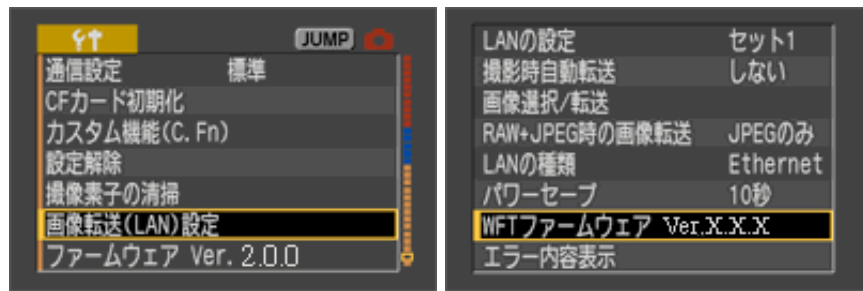 JUMP
通信設定 標準
CFカード初期化
カスタム機能(C.Fn)
設定解除
撮像素子の清掃
画像転送(LAN)設定
ファームウェア Ver. 2.0.0
LANの設定 セット1
撮影時自動転送 しない
画像選択/転送
RAW+JPEG時の画像転送 JPEGのみ
LANの種類 Ethernet
パワーセーブ 10秒
WFTファームウェア Ver.X.X.X
エラー内容表示